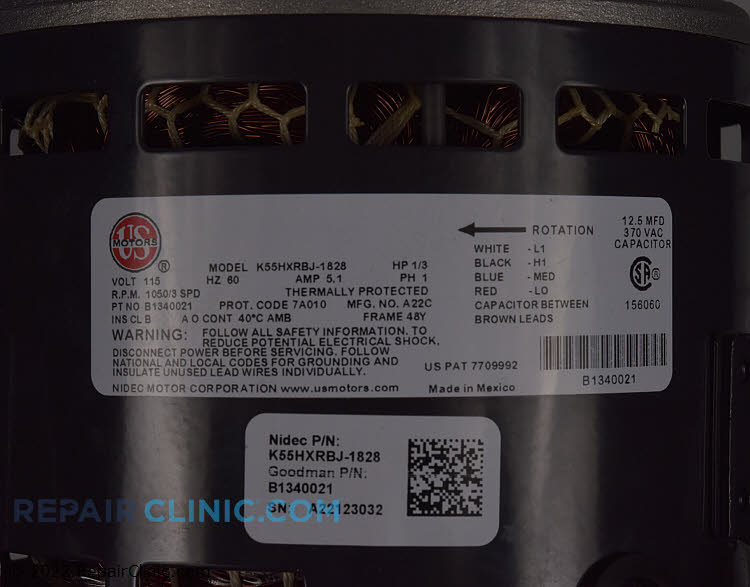 US
MOTORS
®
MODEL K55HXRBJ-1828 HP 1/3
VOLT 115 HZ 60 AMP 5.1 PH 1
R.P.M. 1050/3 SPD THERMALLY PROTECTED
PT NO B1340021 PROT. CODE 7A010 MFG. NO. A22C
INS CL B A O CONT 40°C AMB FRAME 48Y
WARNING: FOLLOW ALL SAFETY INFORMATION. TO
REDUCE POTENTIAL ELECTRICAL SHOCK,
DISCONNECT POWER BEFORE SERVICING. FOLLOW
NATIONAL AND LOCAL CODES FOR GROUNDING AND
INSULATE UNUSED LEAD WIRES INDIVIDUALLY.
NIDEC MOTOR CORPORATION www.usmotors.com
ROTATION
WHITE - L1
BLACK - H1
BLUE - MED
RED - LO
CAPACITOR BETWEEN
BROWN LEADS
12.5 MFD
370 VAC
CAPACITOR
SA
156060
US PAT 7709992
Made in Mexico
B1340021
Nidec P/N:
K55HXRBJ-1828
Goodman P/N:
B1340021
SN: A22123032
REPAIRCLINIC.COM
2022 RepairClinic.com